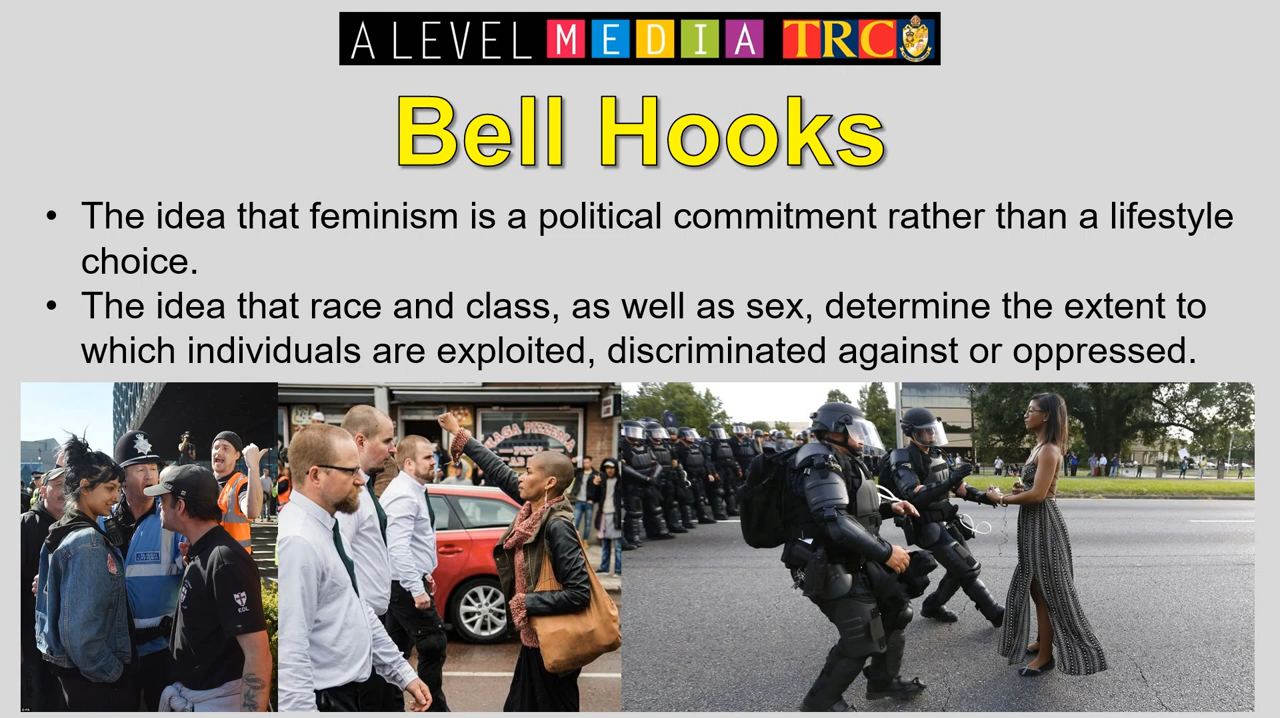 A LEVEL MEDIA TRC
Bell Hooks
• The idea that feminism is a political commitment rather than a lifestyle
choice.
• The idea that race and class, as well as sex, determine the extent to
which individuals are exploited, discriminated against or oppressed.
EDL